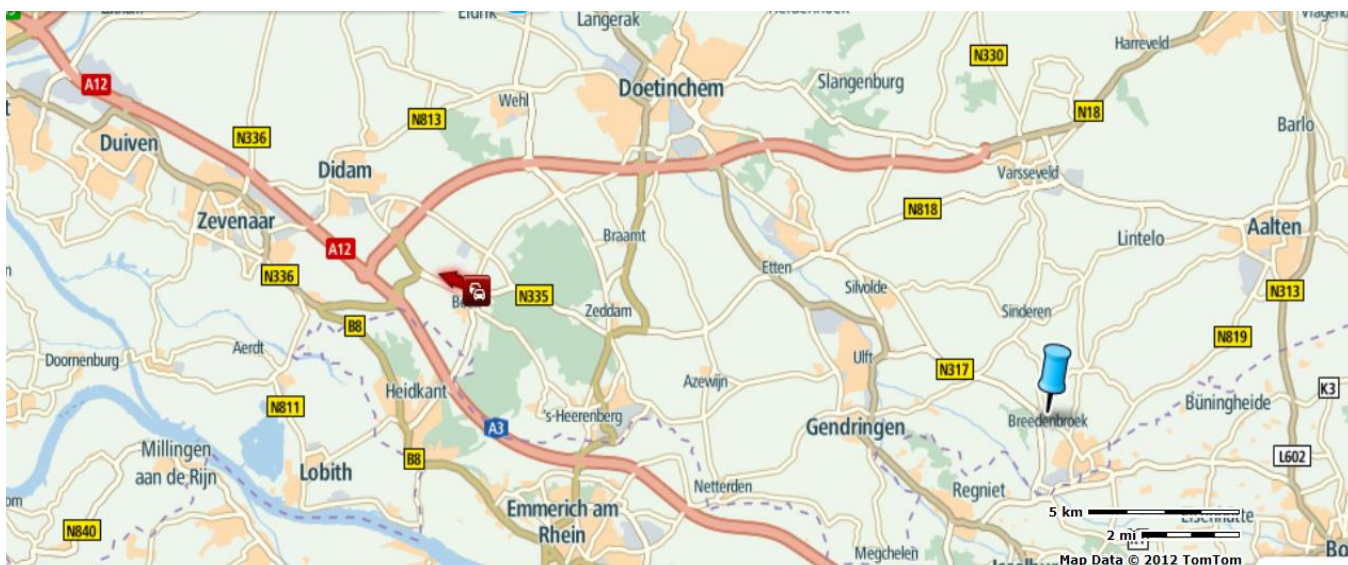 Langerak
Harreveld
N330
Slangenburg
A12
Doetinchem
Wehl
N18
N813
Barlo
N336
Duiven
Didam
Varsseveld
N818
Zevenaar
Aalten
Braamt
Lintelo
A12
N336
Etten
Silvolde
N335
N313
Zeddam
Sinderen
B8
N819
Aerdt
Doornenburg
Ulft
N317
Azewijn
K3
Heidkant
Büningheide
N811
's-Heerenberg
Breedenbroek
A3
Gendringen
Millingen
aan de Rijn
L602
B8
Lobith
Netterden
Regniet
Emmerich am
Rhein
5 km
N840
2 mi
Megchelen
Map Data © 2012 TomTom